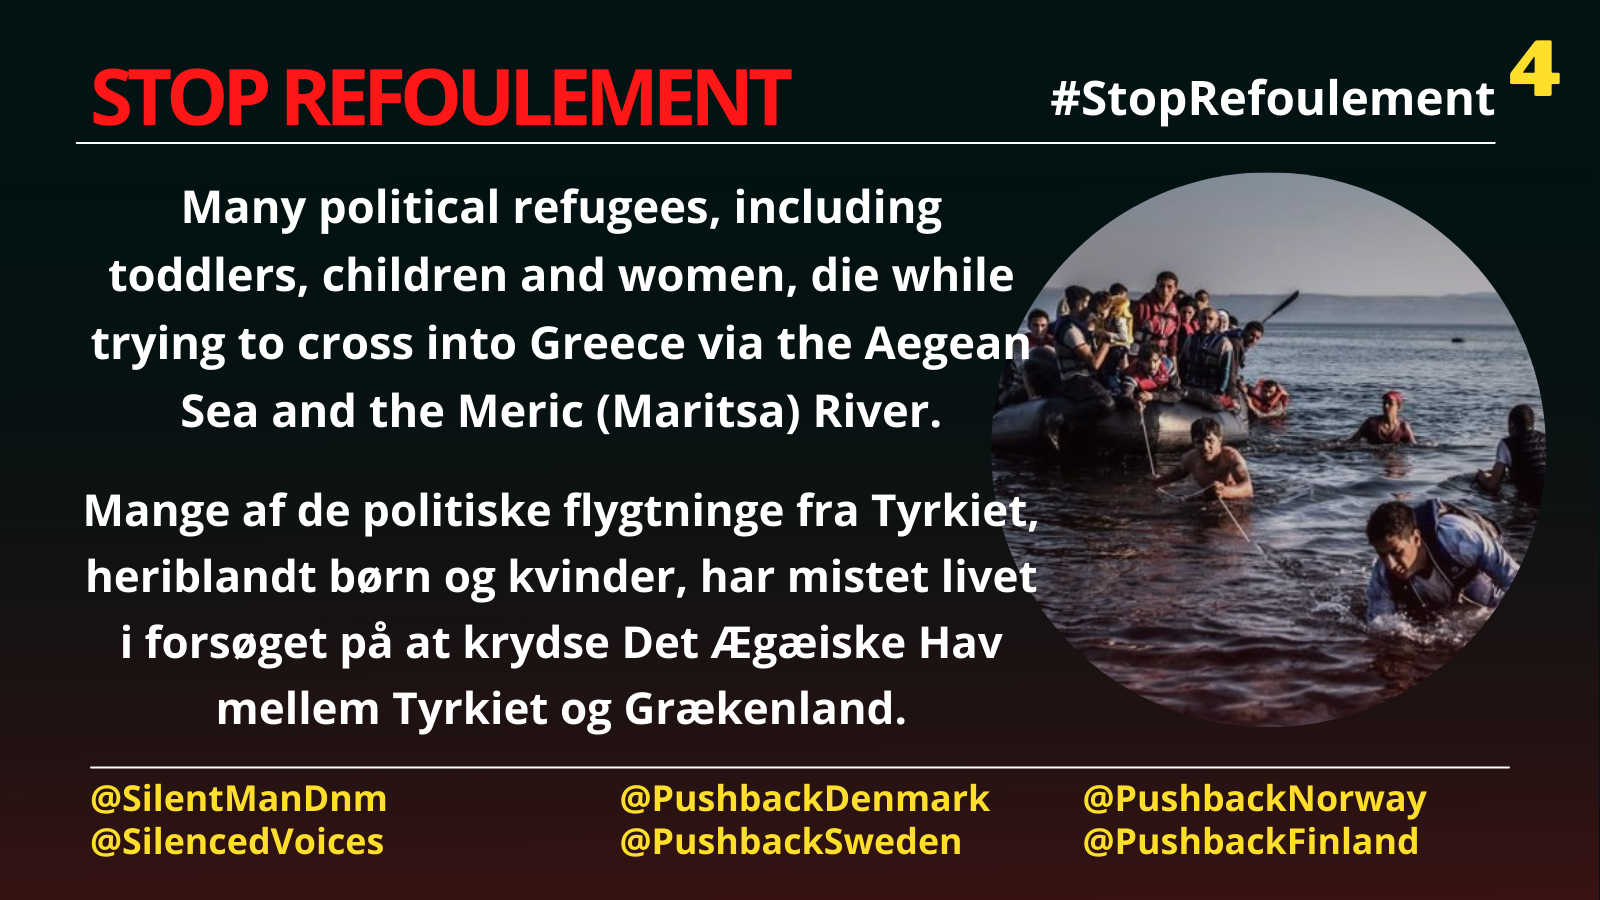 STOP REFOULEMENT
#StopRefoulement
4
Many political refugees, including
toddlers, children and women, die while
trying to cross into Greece via the Aegean
Sea and the Meric (Maritsa) River.
Mange af de politiske flygtninge fra Tyrkiet,
heriblandt børn og kvinder, har mistet livet
i forsøget på at krydse Det Ægæiske Hav
mellem Tyrkiet og Grækenland.
@SilentManDnm
@PushbackDenmark
@PushbackNorway
@SilencedVoices
@PushbackSweden
@PushbackFinland